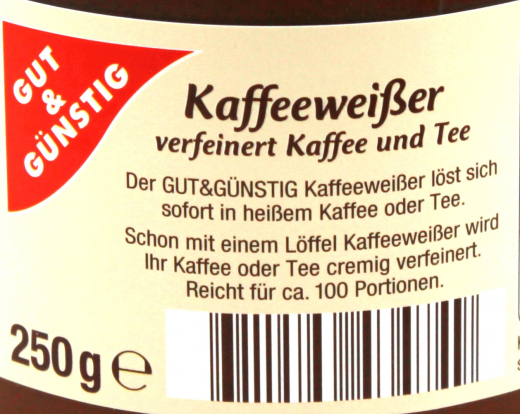 GUT
&
GÜNSTIG
Kaffeeweißer
verfeinert Kaffee und Tee
Der GUT&GÜNSTIG Kaffeeweißer löst sich
sofort in heißem Kaffee oder Tee.
Schon mit einem Löffel Kaffeeweißer wird
Ihr Kaffee oder Tee cremig verfeinert.
Reicht für ca. 100 Portionen.
250 g ℮